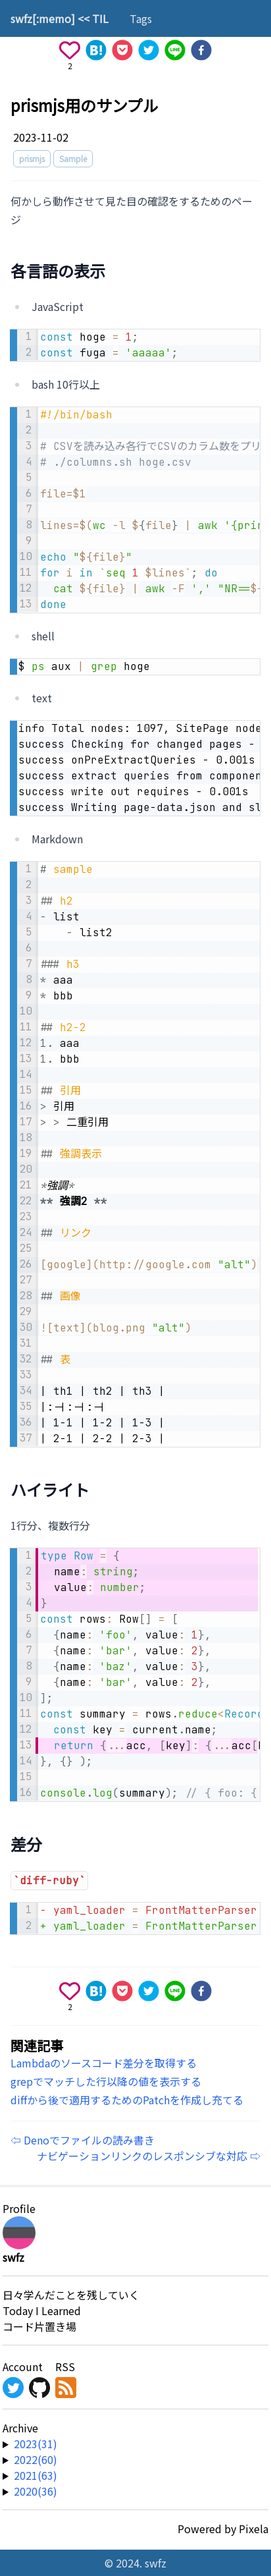 swfz[:memo] << TIL Tags
2
prismjs用のサンプル
2023-11-02
prismjs Sample
何かしら動作させて見た目の確認をするためのペー
ジ
各言語の表示
JavaScript
1 const hoge = 1;
2 const fuga = 'aaaaa';
bash 10行以上
1 #!/bin/bash
2
3 # CSVを読み込み各行でCSVのカラム数をプリ
4 # ./columns.sh hoge.csv
5
6 file=$1
7
8 lines=$(wc -l ${file} | awk '{prin
9
10 echo "${file}"
11 for i in `seq 1 $lines`; do
12 cat ${file} | awk -F ',' "NR==$
13 done
shell
$ ps aux | grep hoge
text
info Total nodes: 1097, SitePage node
success Checking for changed pages -
success onPreExtractQueries - 0.001s
success extract queries from componen
success write out requires - 0.001s
success Writing page-data.json and sl
Markdown
1 # sample
2
3 ## h2
4 - list
5 - list2
6
7 ### h3
8 * aaa
9 * bbb
10
11 ## h2-2
12 1. aaa
13 1. bbb
14
15 ## 引用
16 > 引用
17 > > 二重引用
18
19 ## 強調表示
20
21 *強調*
22 ** 強調2 **
23
24 ## リンク
25
26 [google](http://google.com "alt")
27
28 ## 画像
29
30 ![text](blog.png "alt")
31
32 ## 表
33
34 | th1 | th2 | th3 |
35 |:-|:-|:-|
36 | 1-1 | 1-2 | 1-3 |
37 | 2-1 | 2-2 | 2-3 |
ハイライト
1行分、複数行分
1 type Row = {
2 name: string;
3 value: number;
4 }
5 const rows: Row[] = [
6 {name: 'foo', value: 1},
7 {name: 'bar', value: 2},
8 {name: 'baz', value: 3},
9 {name: 'bar', value: 2},
10 ];
11 const summary = rows.reduce<Recor
12 const key = current.name;
13 return {...acc, [key]: {...acc[
14 }, {} );
15
16 console.log(summary); // { foo: {
差分
`diff-ruby`
1 - yaml_loader = FrontMatterParser
2 + yaml_loader = FrontMatterParser
2
関連記事
Lambdaのソースコード差分を取得する
grepでマッチした行以降の値を表示する
diffから後で適用するためのPatchを作成し充てる
⇦ Denoでファイルの読み書き
ナビゲーションリンクのレスポンシブな対応 ⇨
Profile
swfz
日々学んだことを残していく
Today I Learned
コード片置き場
Account RSS
Archive
▶ 2023(31)
▶ 2022(60)
▶ 2021(63)
▶ 2020(36)
Powered by Pixela
© 2024. swfz